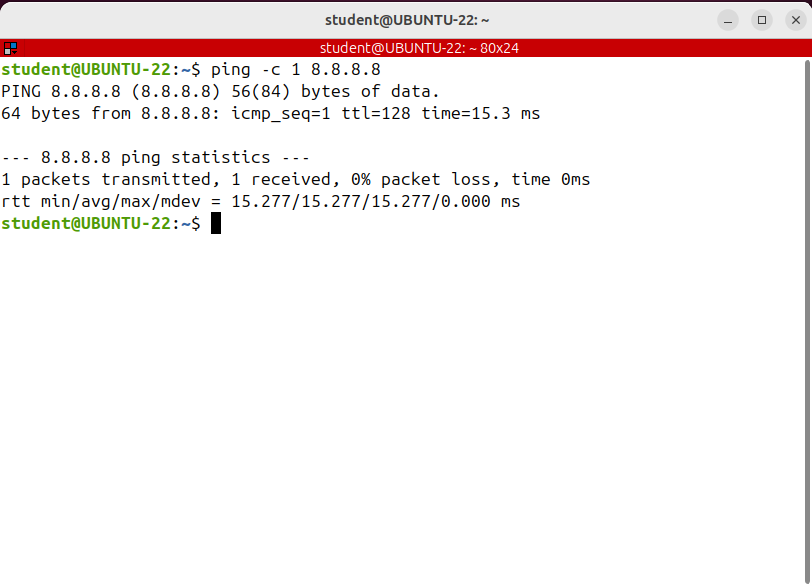 student@UBUNTU-22: ~
student@UBUNTU-22: ~ 80x24
student@UBUNTU-22:~$ ping -c 1 8.8.8.8
PING 8.8.8.8 (8.8.8.8) 56(84) bytes of data.
64 bytes from 8.8.8.8: icmp_seq=1 ttl=128 time=15.3 ms

--- 8.8.8.8 ping statistics ---
1 packets transmitted, 1 received, 0% packet loss, time 0ms
rtt min/avg/max/mdev = 15.277/15.277/15.277/0.000 ms
student@UBUNTU-22:~$